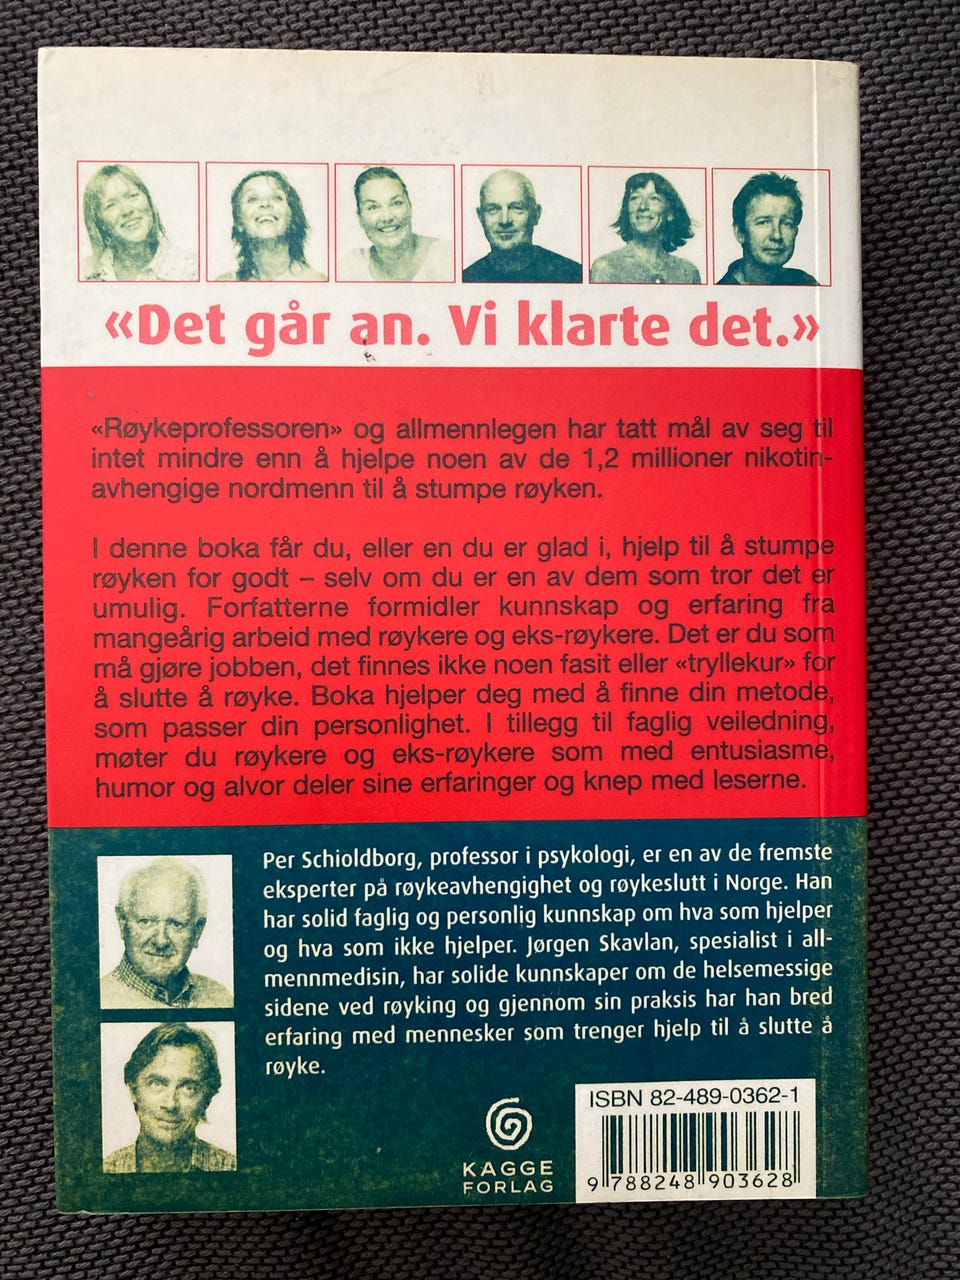 «Det går an. Vi klarte det.»
«Røykeprofessoren» og allmennlegen har tatt mål av seg til
intet mindre enn å hjelpe noen av de 1,2 millioner nikotin-
avhengige nordmenn til å stumpe røyken.
I denne boka får du, eller en du er glad i, hjelp til å stumpe
røyken for godt – selv om du er en av dem som tror det er
umulig. Forfatterne formidler kunnskap og erfaring fra
mangeårig arbeid med røykere og eks-røykere. Det er du som
må gjøre jobben, det finnes ikke noen fasit eller «tryllekur» for
å slutte å røyke. Boka hjelper deg med å finne din metode,
som passer din personlighet. I tillegg til faglig veiledning,
møter du røykere og eks-røykere som med entusiasme,
humor og alvor deler sine erfaringer og knep med leserne.
Per Schioldborg, professor i psykologi, er en av de fremste
eksperter på røykeavhengighet og røykeslutt i Norge. Han
har solid faglig og personlig kunnskap om hva som hjelper
og hva som ikke hjelper. Jørgen Skavlan, spesialist i all-
mennmedisin, har solide kunnskaper om de helsemessige
sidene ved røyking og gjennom sin praksis har han bred
erfaring med mennesker som trenger hjelp til å slutte å
røyke.
KAGGE
FORLAG
ISBN 82-489-0362-1
9 788248 903628